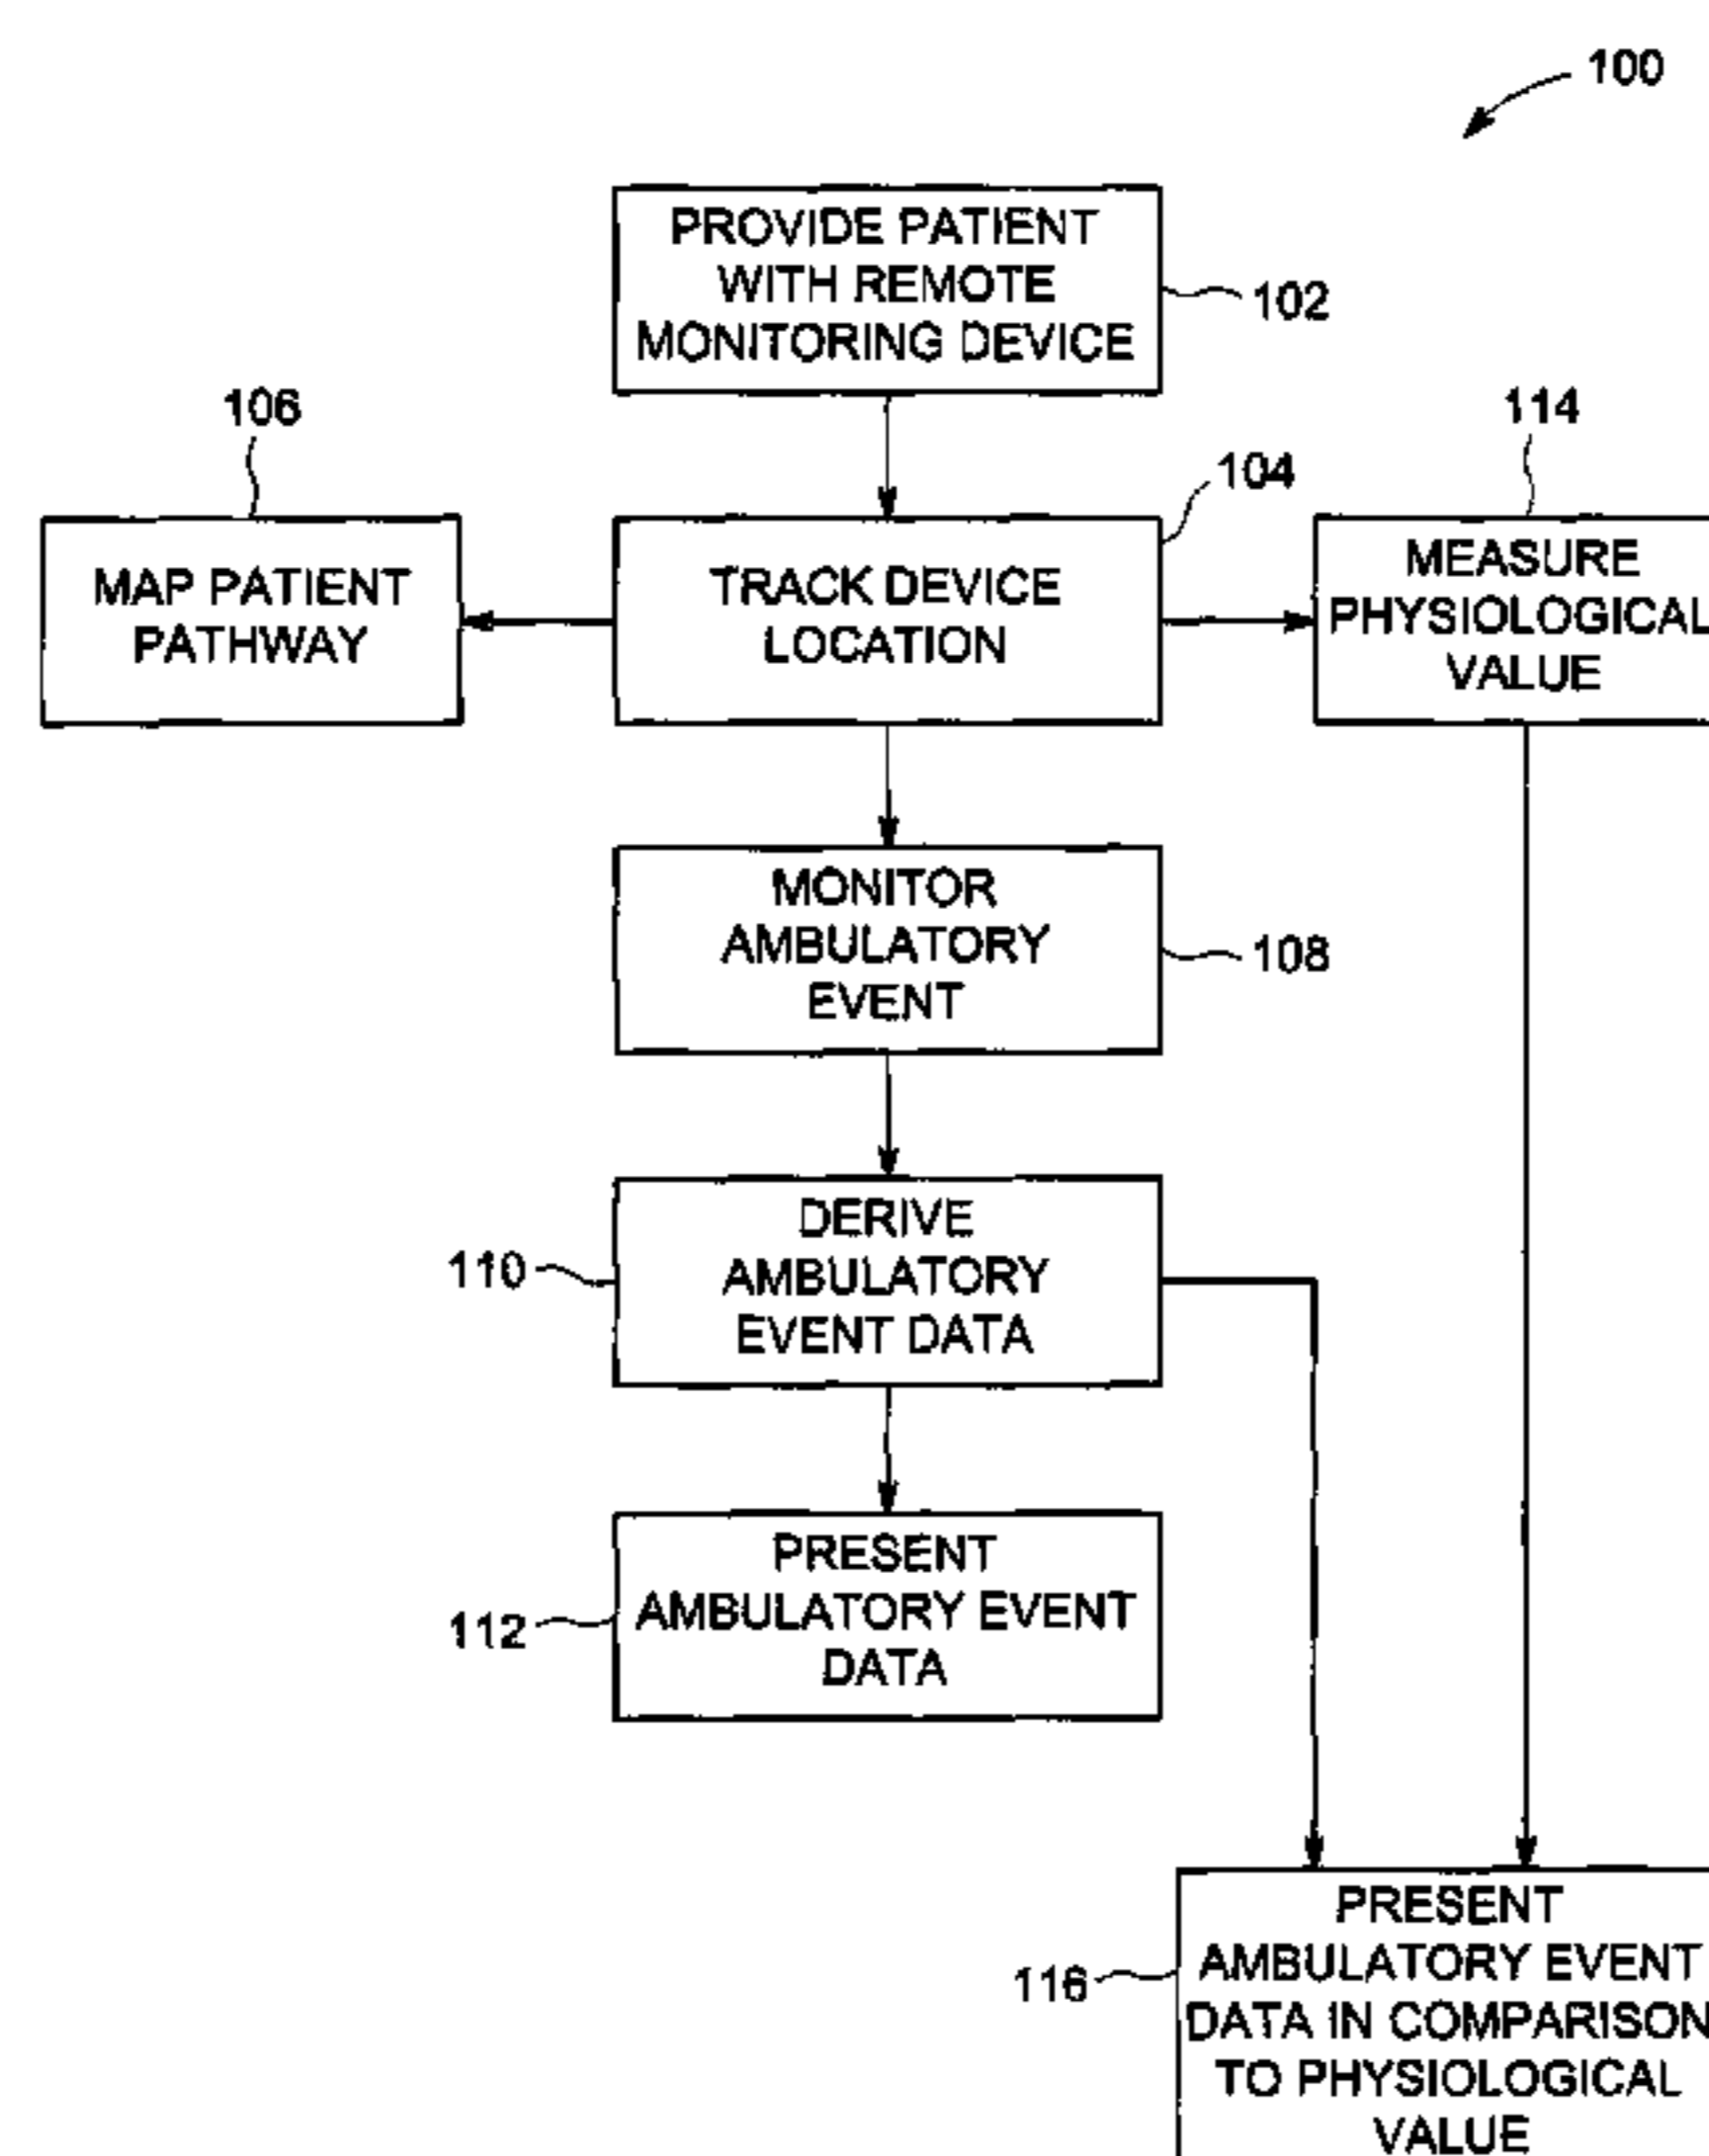 100
PROVIDE PATIENT
WITH REMOTE
MONITORING DEVICE
102
106
114
104
MAP PATIENT
PATHWAY
TRACK DEVICE
LOCATION
MEASURE
PHYSIOLOGICAL
VALUE
MONITOR
AMBULATORY
EVENT
108
DERIVE
AMBULATORY
EVENT DATA
110
PRESENT
AMBULATORY EVENT
DATA
112
PRESENT
AMBULATORY EVENT
DATA IN COMPARISON
TO PHYSIOLOGICAL
VALUE
116